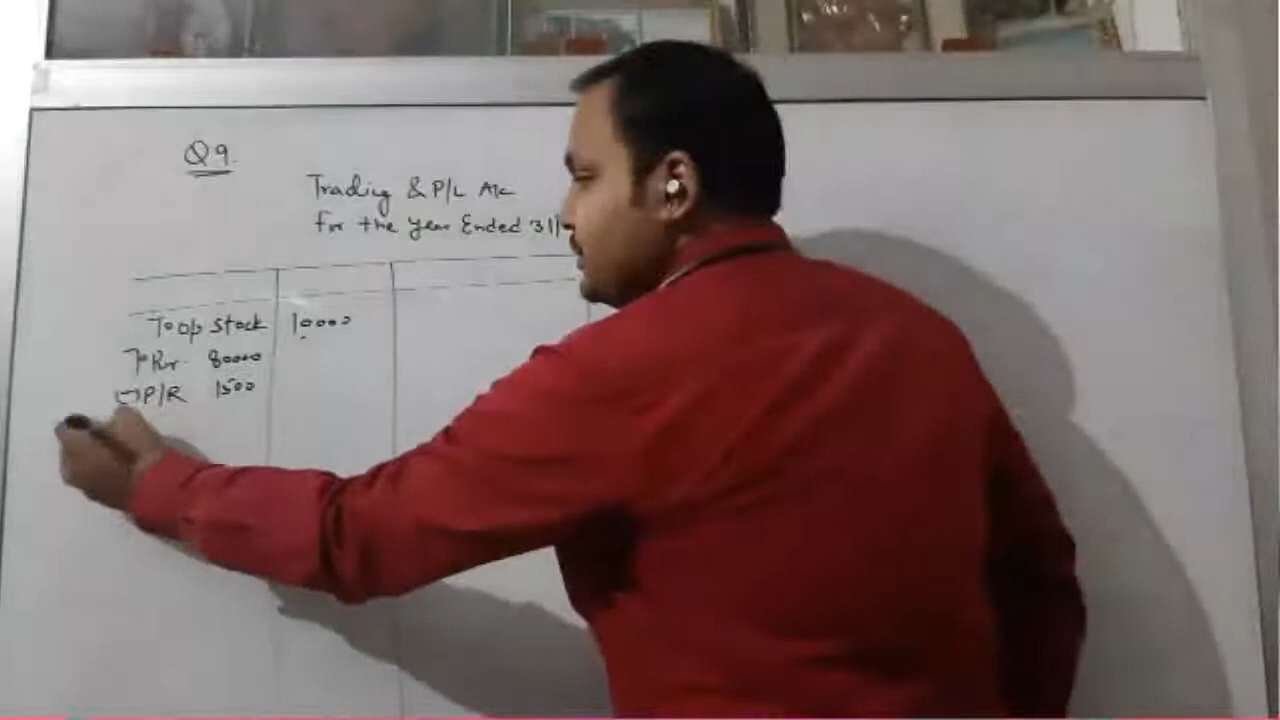 Q9.
Trading & P/L A/c
for the Year Ended 31/
To op stock 10000
To Pur. 80000
(-) P/R 1500